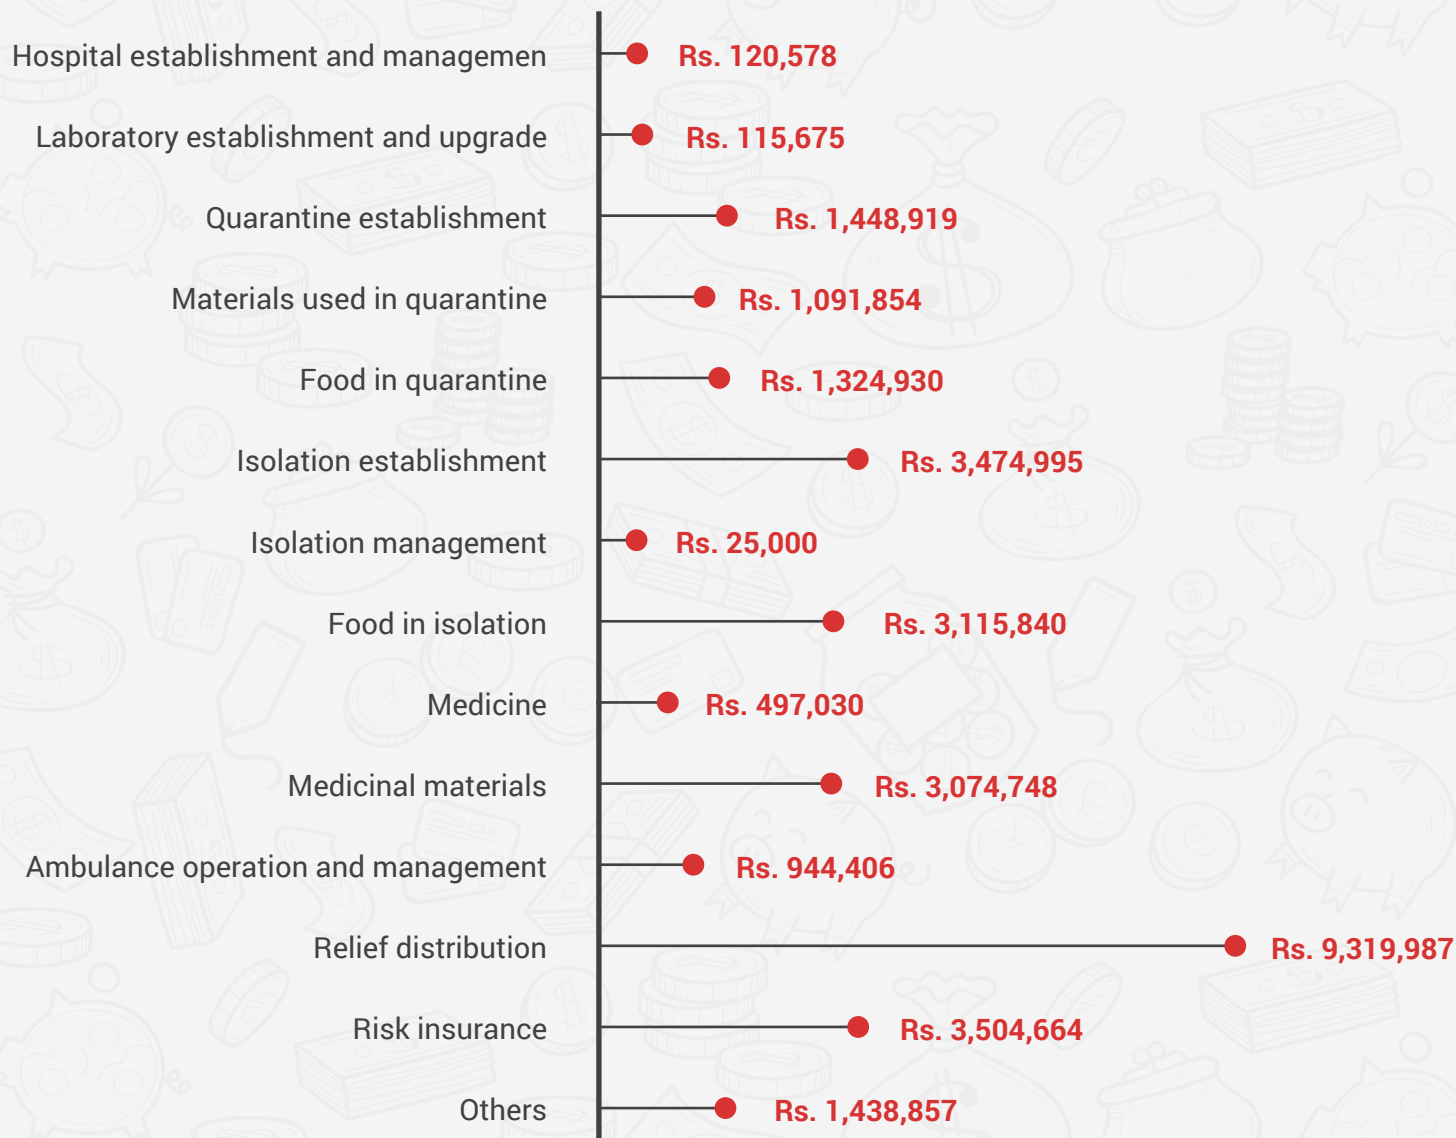 Hospital establishment and managemen Rs. 120,578
Laboratory establishment and upgrade Rs. 115,675
Quarantine establishment Rs. 1,448,919
Materials used in quarantine Rs. 1,091,854
Food in quarantine Rs. 1,324,930
Isolation establishment Rs. 3,474,995
Isolation management Rs. 25,000
Food in isolation Rs. 3,115,840
Medicine Rs. 497,030
Medicinal materials Rs. 3,074,748
Ambulance operation and management Rs. 944,406
Relief distribution Rs. 9,319,987
Risk insurance Rs. 3,504,664
Others Rs. 1,438,857